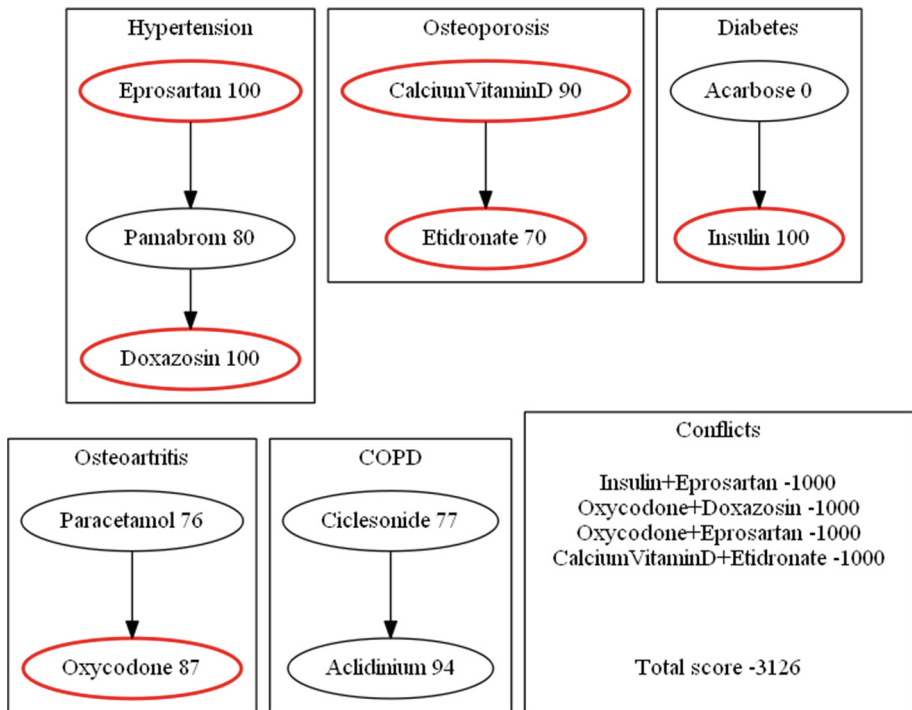 Hypertension
Eprosartan 100
Pamabrom 80
Doxazosin 100
Osteoporosis
CalciumVitaminD 90
Etidronate 70
Diabetes
Acarbose 0
Insulin 100
Osteoartritis
Paracetamol 76
Oxycodone 87
COPD
Ciclesonide 77
Aclidinium 94
Conflicts
Insulin+Eprosartan -1000
Oxycodone+Doxazosin -1000
Oxycodone+Eprosartan -1000
CalciumVitaminD+Etidronate -1000
Total score -3126